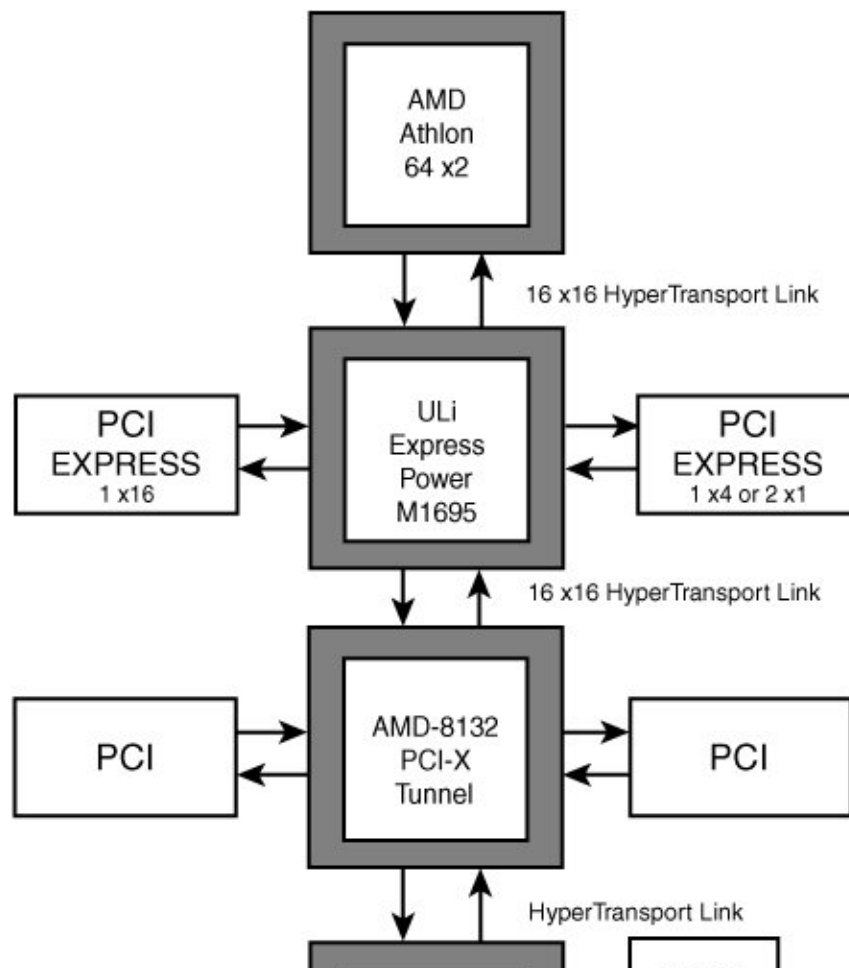 AMD
Athlon
64 x2
16 x16 HyperTransport Link
PCI
EXPRESS
1 x16
ULi
Express
Power
M1695
PCI
EXPRESS
1 x4 or 2 x1
16 x16 HyperTransport Link
PCI
AMD-8132
PCI-X
Tunnel
PCI
HyperTransport Link